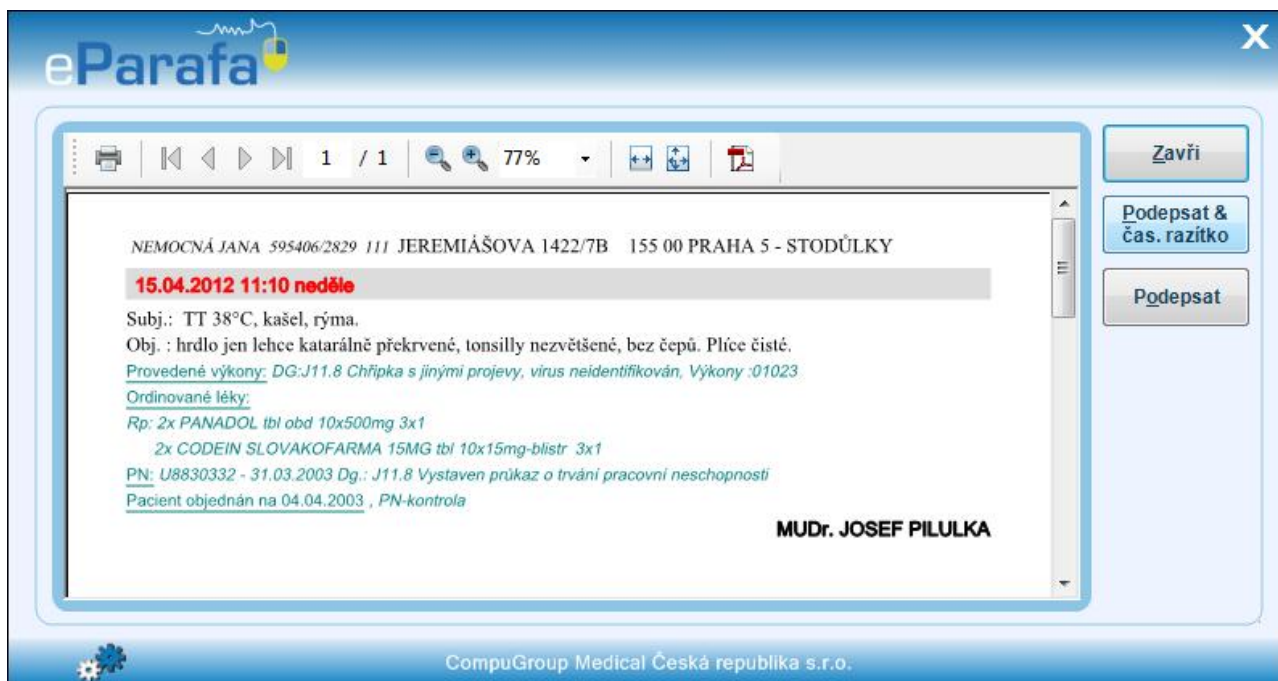 eParafa
X
1 / 1 77%
Zavři
Podepsat &
čas. razítko
Podepsat
NEMOCNÁ JANA 595406/2829 111 JEREMIÁŠOVA 1422/7B 155 00 PRAHA 5 - STODŮLKY
15.04.2012 11:10 neděle
Subj.: TT 38°C, kašel, rýma.
Obj. : hrdlo jen lehce katarálně překrvené, tonsilly nezvětšené, bez čepů. Plíce čisté.
Provedené výkony: DG:J11.8 Chřipka s jinými projevy, virus neidentifikován, Výkony :01023
Ordinované léky:
Rp: 2x PANADOL tbl obd 10x500mg 3x1
2x CODEIN SLOVAKOFARMA 15MG tbl 10x15mg-blistr 3x1
PN: U8830332 - 31.03.2003 Dg.: J11.8 Vystaven průkaz o trvání pracovní neschopnosti
Pacient objednán na 04.04.2003 , PN-kontrola
MUDr. JOSEF PILULKA
CompuGroup Medical Česká republika s.r.o.